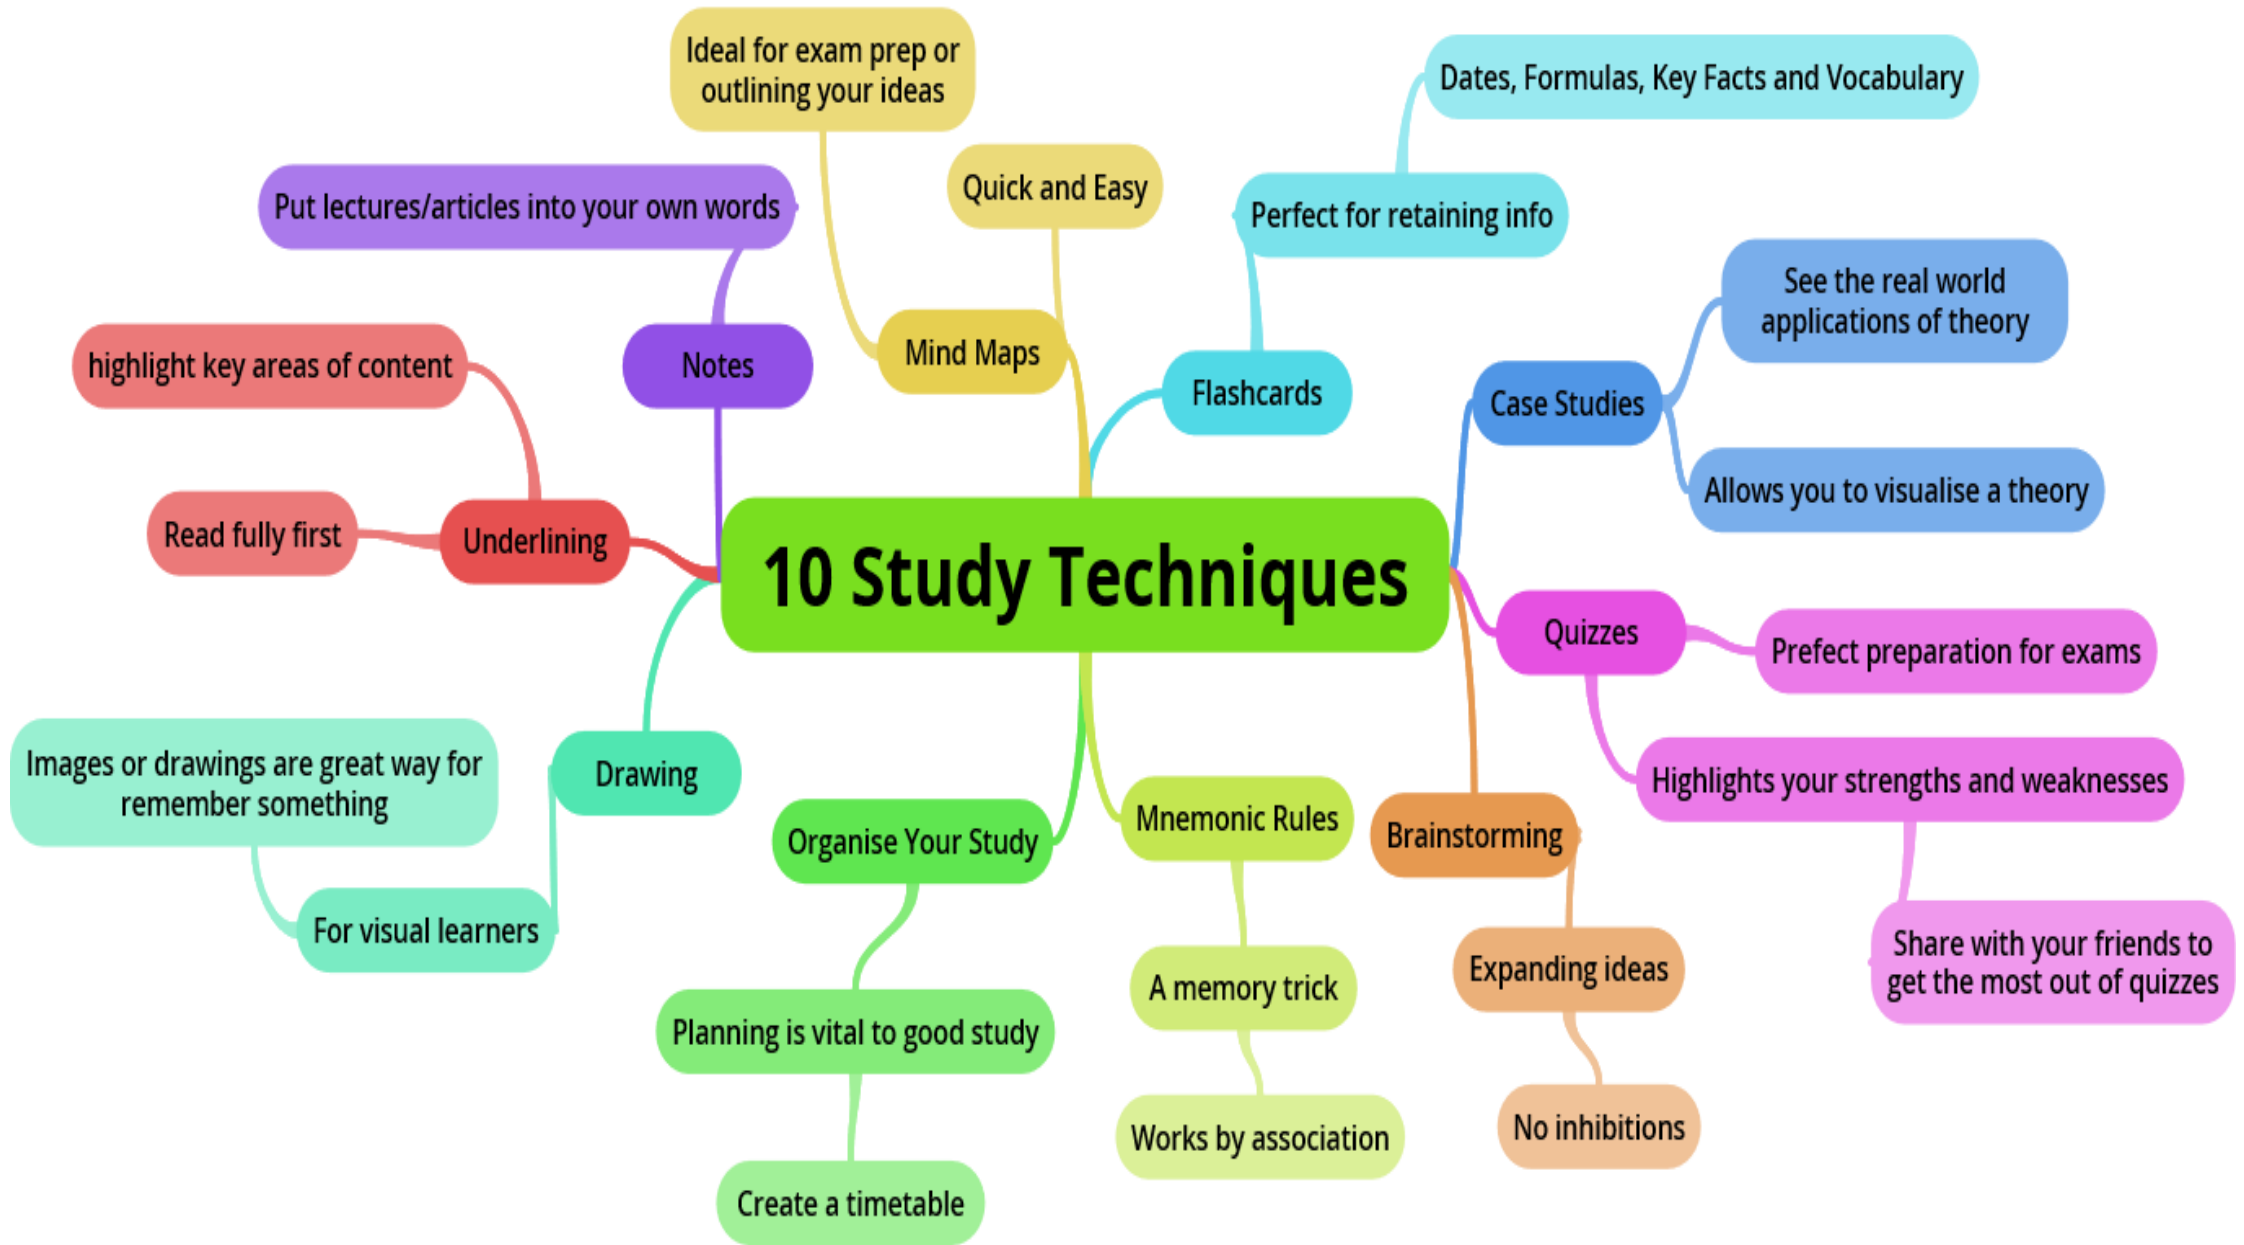 Ideal for exam prep or
outlining your ideas
Dates, Formulas, Key Facts and Vocabulary
Quick and Easy
Put lectures/articles into your own words
Perfect for retaining info
See the real world
applications of theory
highlight key areas of content
Notes
Mind Maps
Flashcards
Case Studies
Allows you to visualise a theory
Read fully first
Underlining
10 Study Techniques
Quizzes
Prefect preparation for exams
Images or drawings are great way for
remember something
Drawing
Highlights your strengths and weaknesses
Organise Your Study
Mnemonic Rules
Brainstorming
For visual learners
Share with your friends to
get the most out of quizzes
Expanding ideas
A memory trick
Planning is vital to good study
No inhibitions
Works by association
Create a timetable